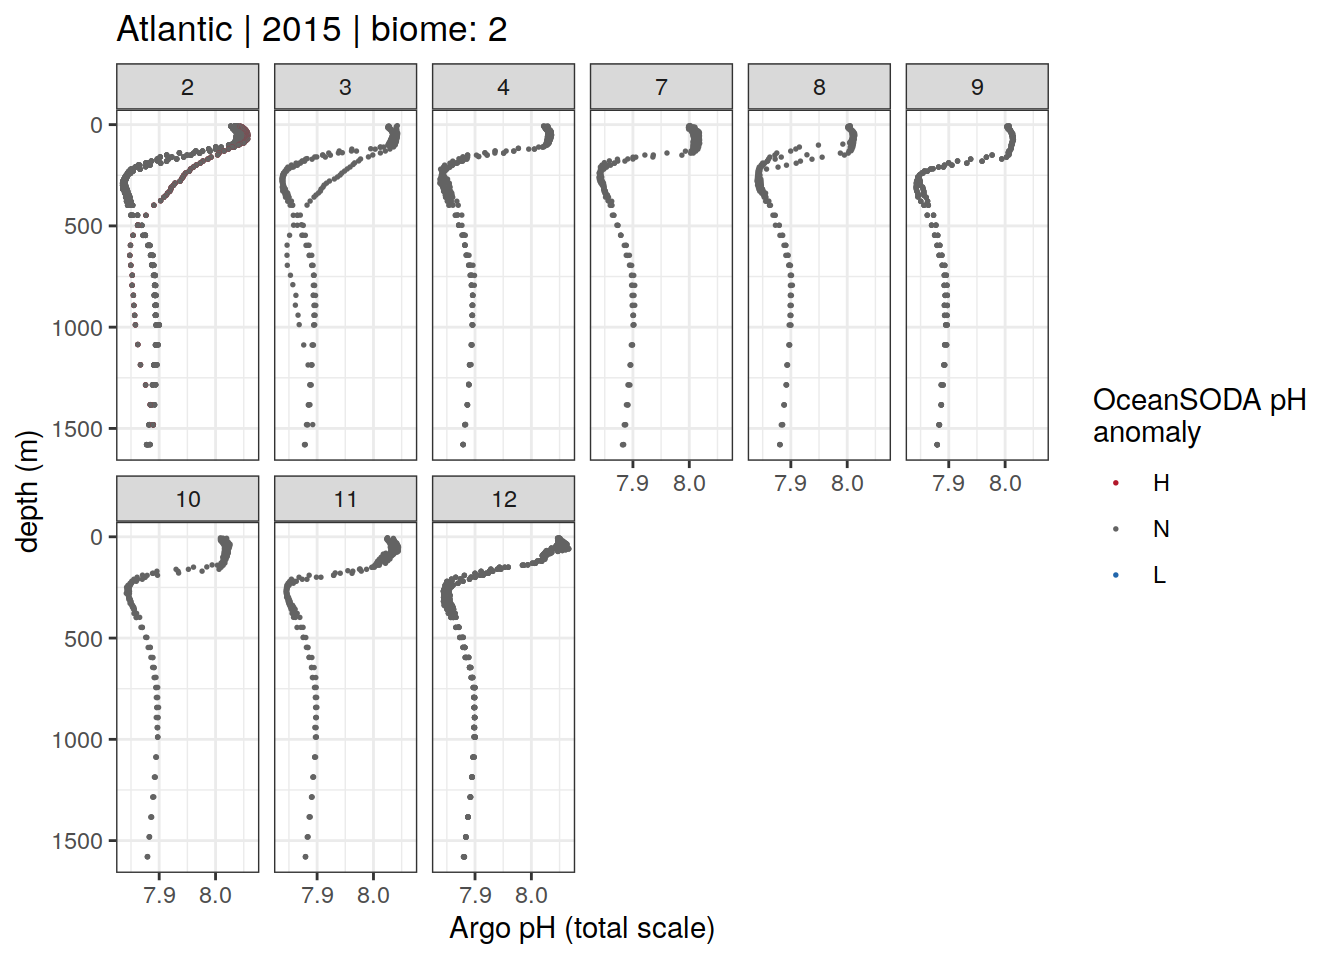 Atlantic | 2015 | biome: 2
2 3 4 7 8 9
0
500
1000
1500
7.9 8.0 7.9 8.0 7.9 8.0
10 11 12
0
500
1000
1500
7.9 8.0 7.9 8.0 7.9 8.0
depth (m)
Argo pH (total scale)
OceanSODA pH
anomaly
H
N
L